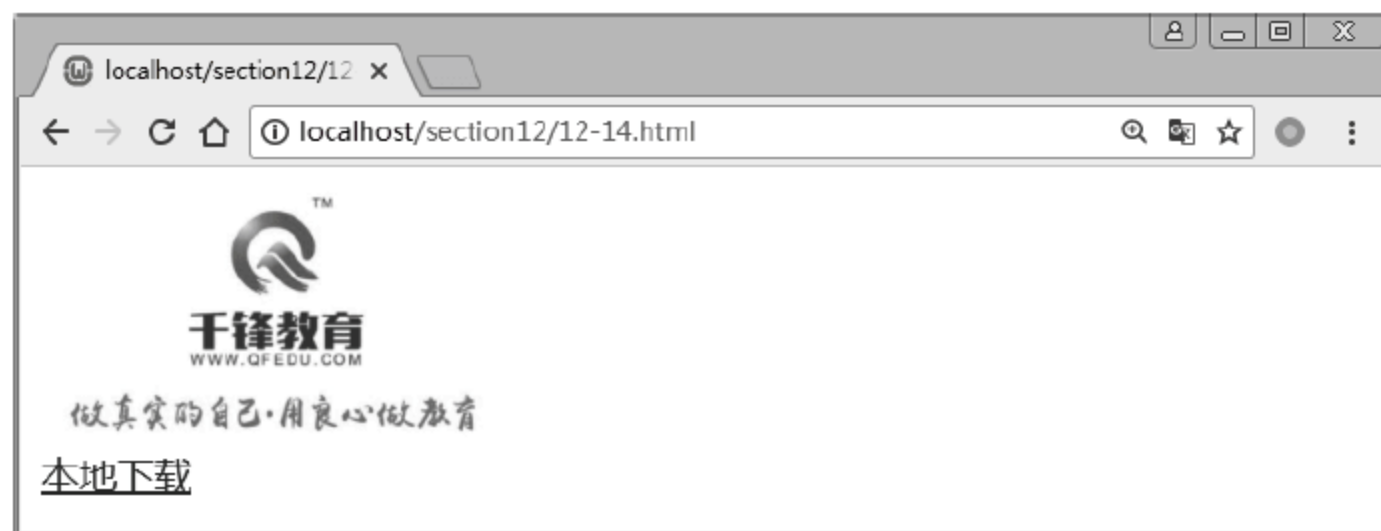 localhost/section12/12
localhost/section12/12-14.html
TM
千锋教育
WWW.QFEDU.COM
做真实的自己·用良心做教育
本地下载